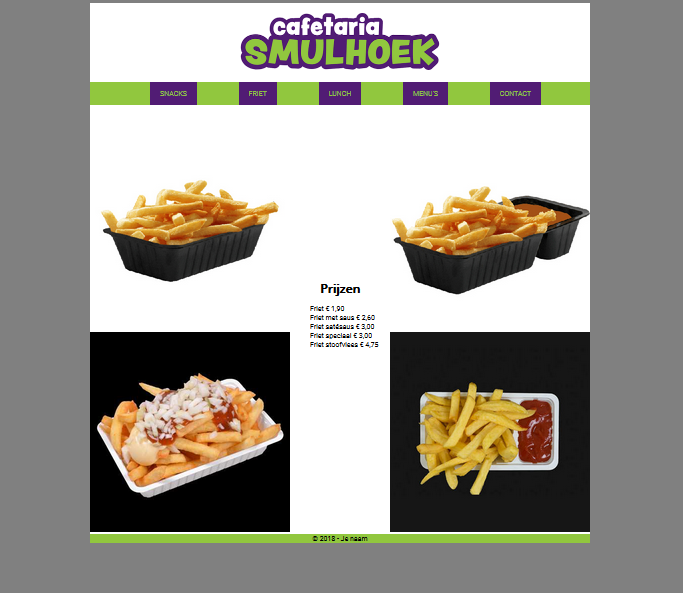 cafetaria
SMULHOEK
SNACKS
FRIET
LUNCH
MENU'S
CONTACT
Prijzen
Friet € 1,90
Friet met saus € 2,60
Friet satésaus € 3,00
Friet speciaal € 3,00
Friet stoofvlees € 4,75
© 2018 - Je naam